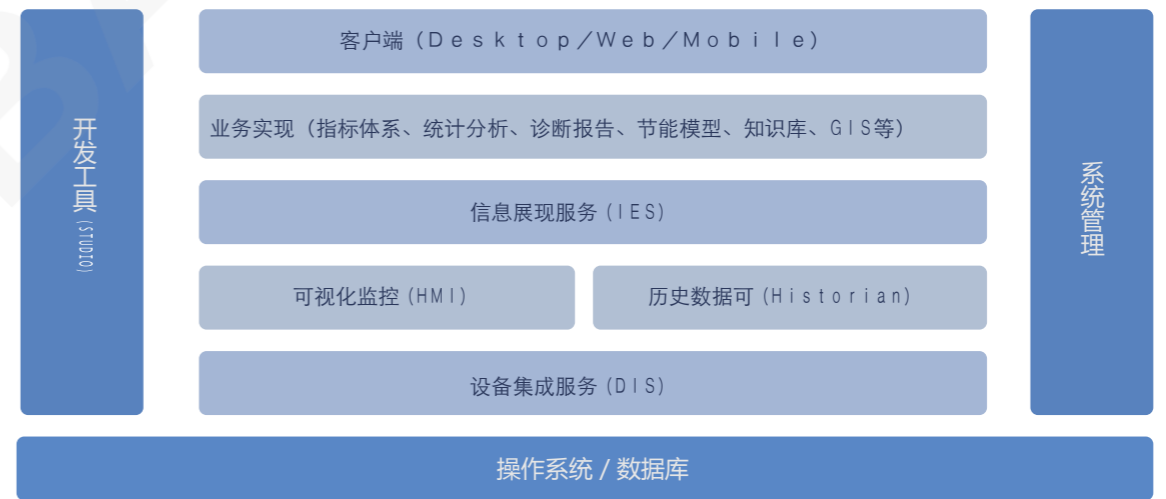 开发工具(STUDIO)
客户端（Desktop/Web/Mobile）
业务实现（指标体系、统计分析、诊断报告、节能模型、知识库、GIS等）
信息展现服务(IES)
可视化监控(HMI)
历史数据可(Historian)
设备集成服务(DIS)
系统管理
操作系统/数据库